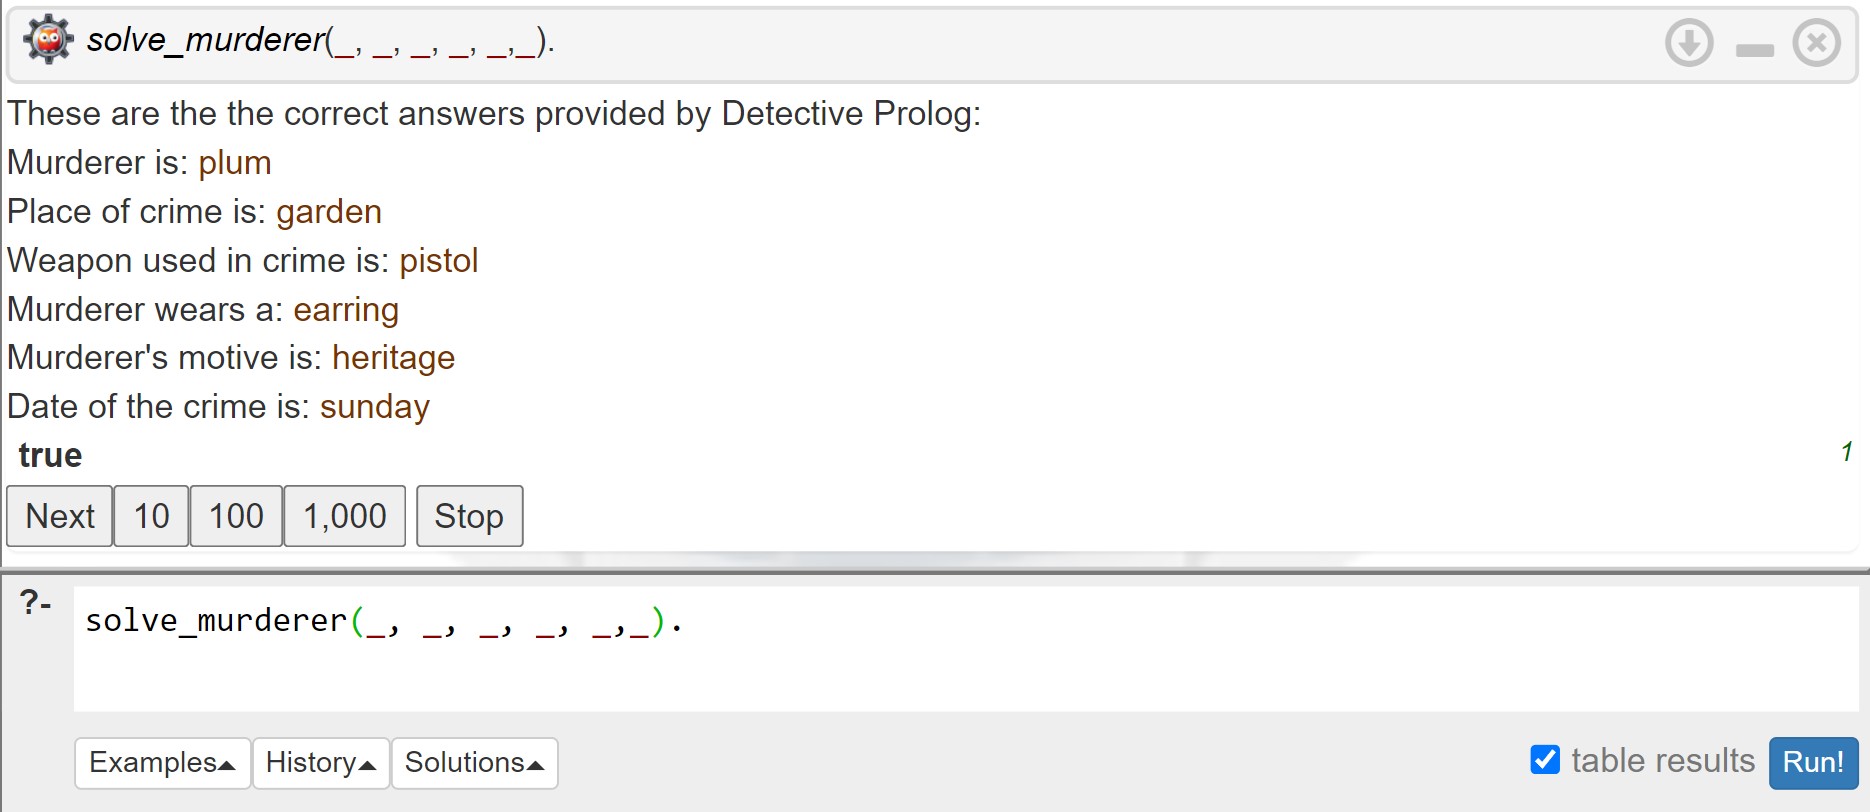 solve_murderer(_, _, _, _, _,_).
These are the the correct answers provided by Detective Prolog:
Murderer is: plum
Place of crime is: garden
Weapon used in crime is: pistol
Murderer wears a: earring
Murderer's motive is: heritage
Date of the crime is: sunday
true 1
Next 10 100 1,000 Stop
?- solve_murderer(_, _, _, _, _,_).
Examples History Solutions table results Run!